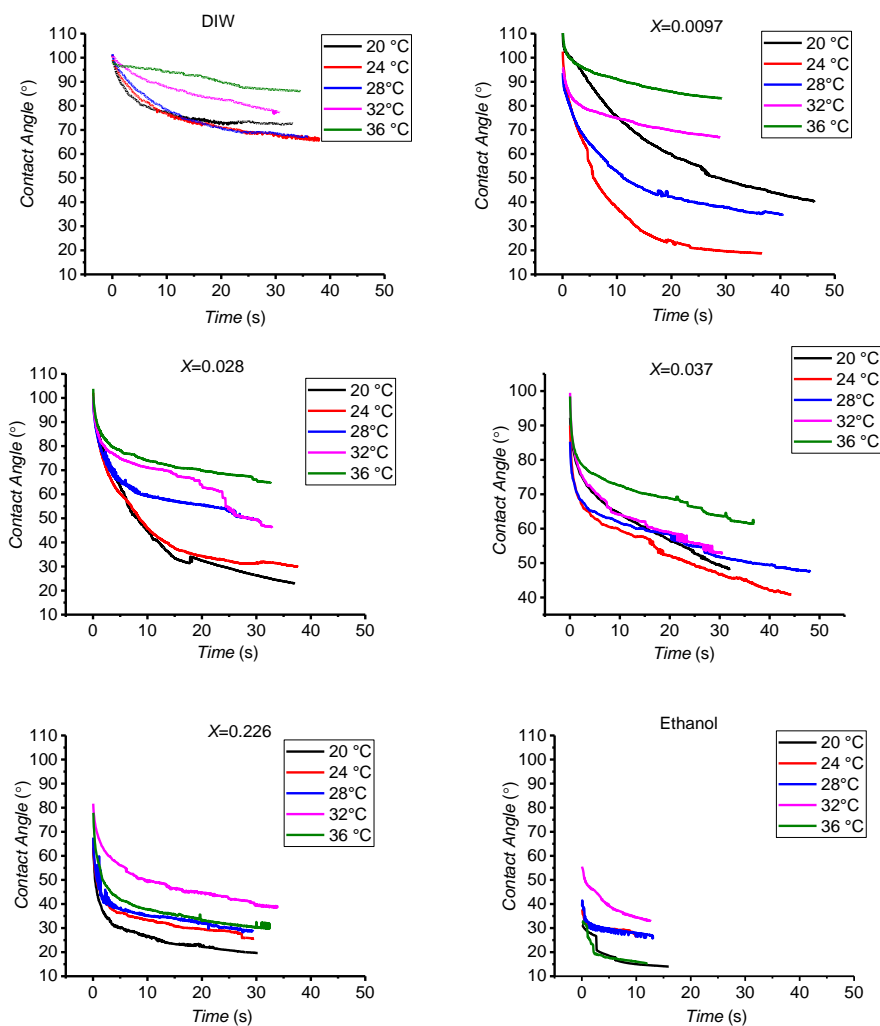 DIW
110
100
90
80
70
60
50
40
30
20
10
0 10 20 30 40 50
Contact Angle (°)
Time (s)
20 °C
24 °C
28°C
32°C
36 °C
X=0.0097
110
100
90
80
70
60
50
40
30
20
10
0 10 20 30 40 50
Contact Angle (°)
Time (s)
20 °C
24 °C
28°C
32°C
36 °C
X=0.028
110
100
90
80
70
60
50
40
30
20
10
0 10 20 30 40 50
Contact Angle (°)
Time (s)
20 °C
24 °C
28°C
32°C
36 °C
X=0.037
100
90
80
70
60
50
40
0 10 20 30 40 50
Contact Angle (°)
Time (s)
20 °C
24 °C
28°C
32°C
36 °C
X=0.226
110
100
90
80
70
60
50
40
30
20
10
0 10 20 30 40 50
Contact Angle (°)
Time (s)
20 °C
24 °C
28°C
32°C
36 °C
Ethanol
110
100
90
80
70
60
50
40
30
20
10
0 10 20 30 40 50
Contact Angle (°)
Time (s)
20 °C
24 °C
28°C
32°C
36 °C